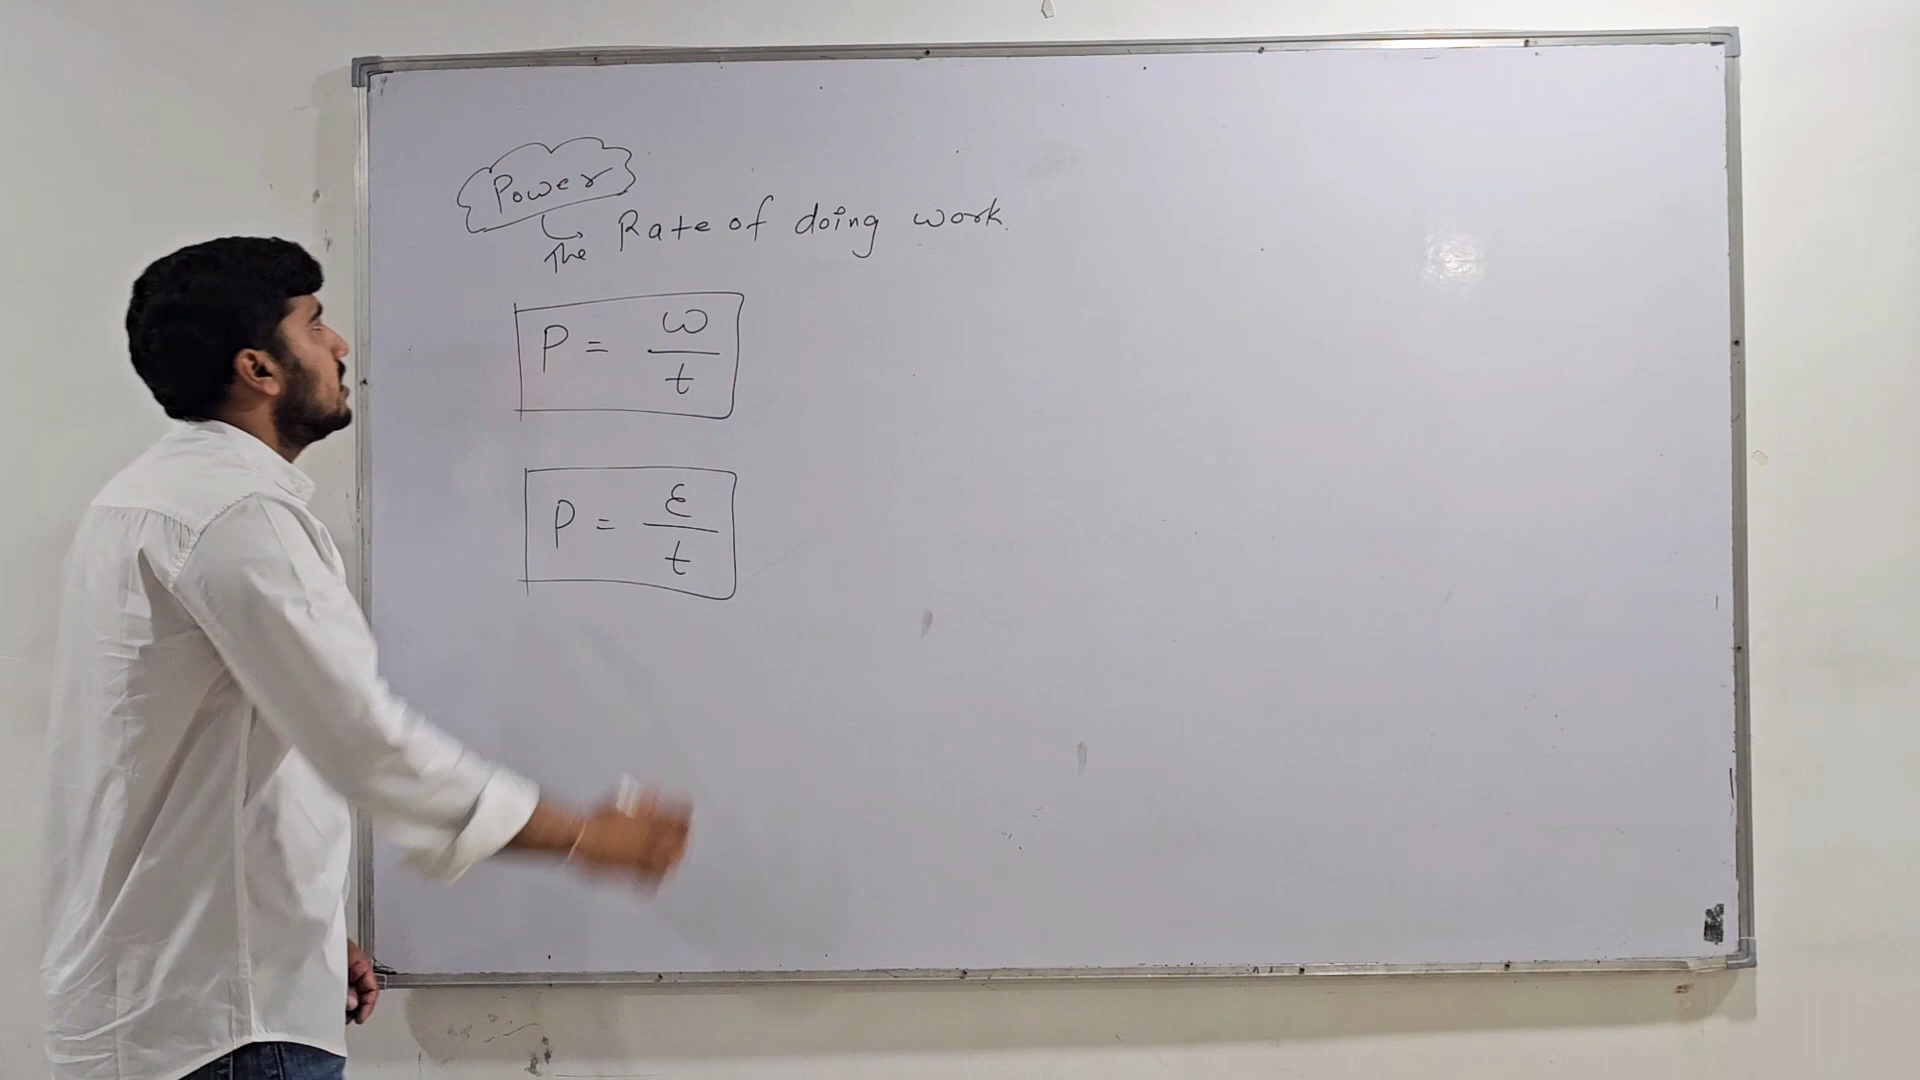 Power
The Rate of doing work.
P = ω/t
P = ε/t